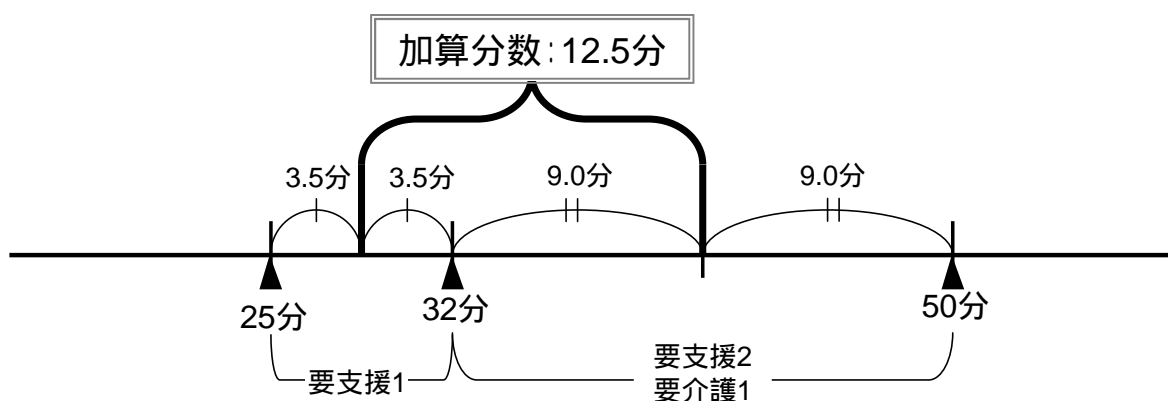 加算分数:12.5分
3.5分
3.5分
9.0分
9.0分
25分
32分
50分
要支援1
要支援2
要介護1